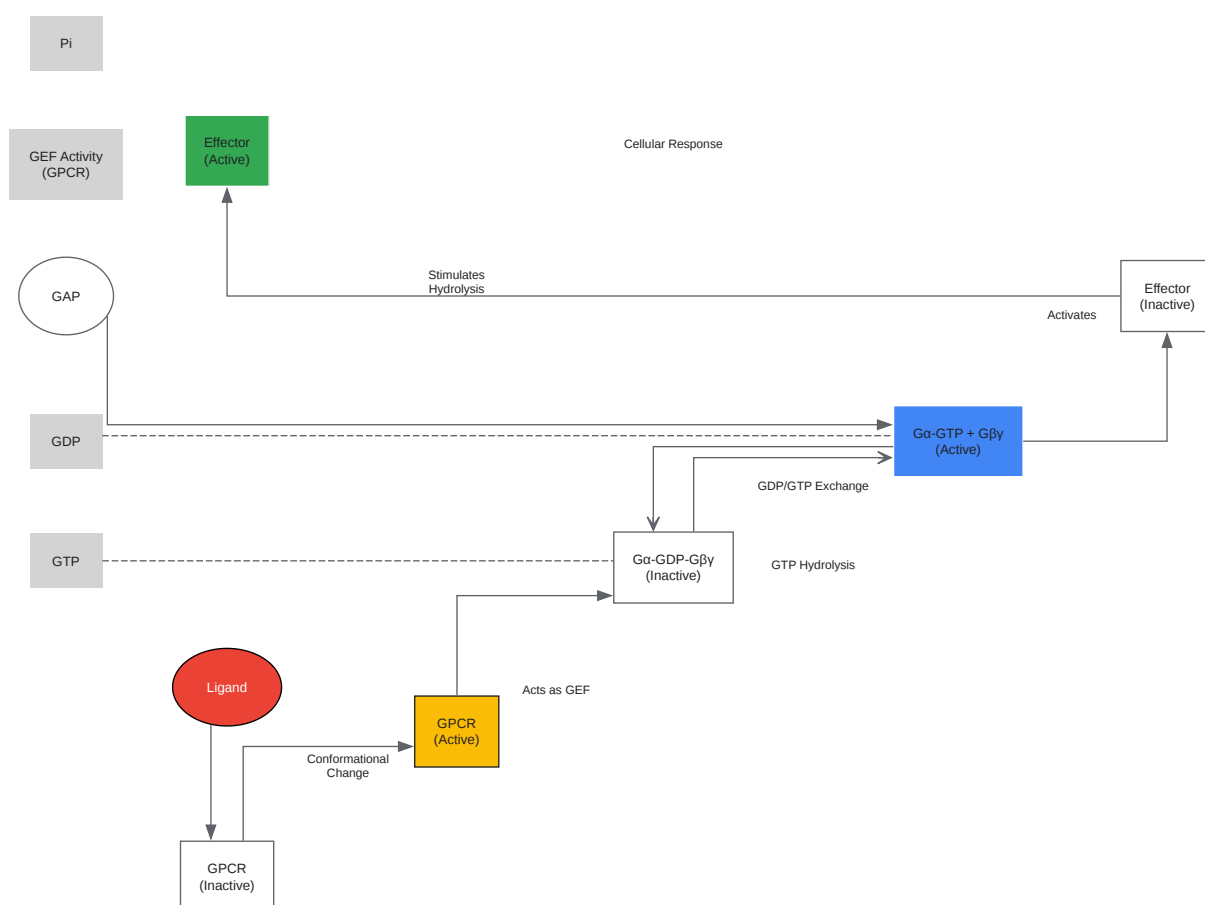 Pi
GEF Activity
(GPCR)
Effector
(Active)
Cellular Response
GAP
Stimulates
Hydrolysis
Effector
(Inactive)
Activates
GDP
Gα-GTP + Gβγ
(Active)
GDP/GTP Exchange
GTP
Gα-GDP-Gβγ
(Inactive)
GTP Hydrolysis
Ligand
Acts as GEF
GPCR
(Active)
Conformational
Change
GPCR
(Inactive)